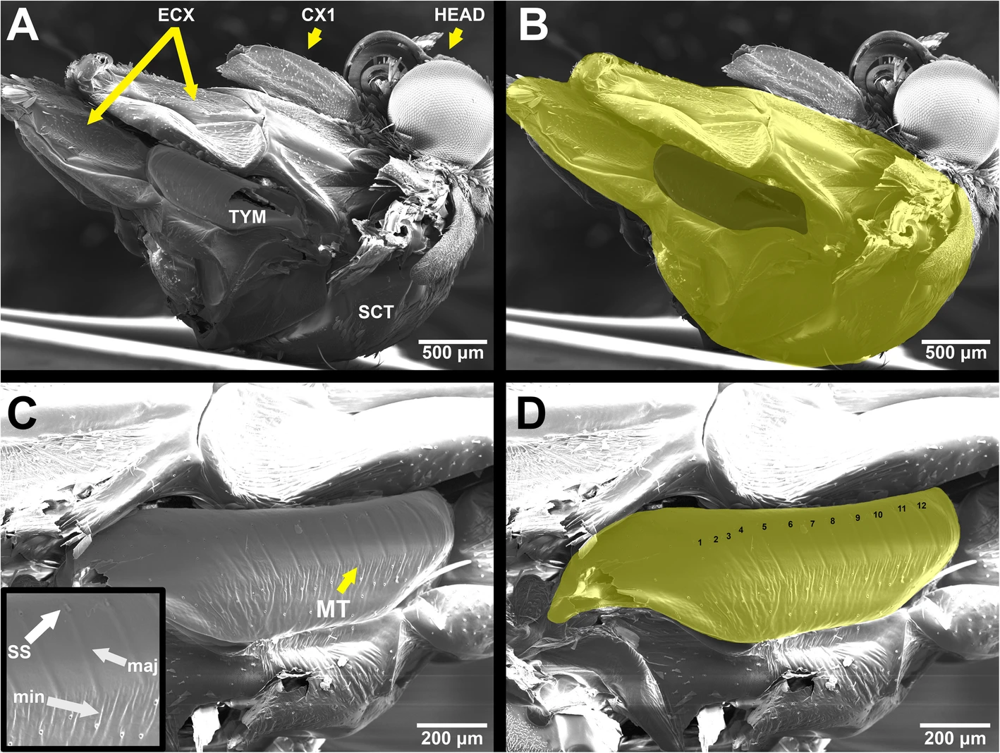 A
ECX
CX1
HEAD
TYM
SCT
500 µm
B
500 µm
C
MT
SS
maj
min
200 µm
D
1 2 3 4 5 6 7 8 9 10 11 12
200 µm